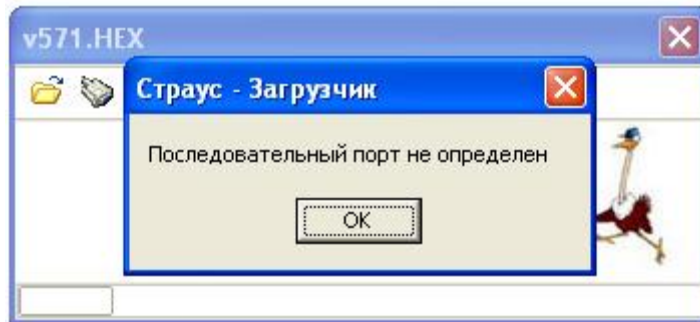 v571.HEX
Страус - Загрузчик
Последовательный порт не определен
OK